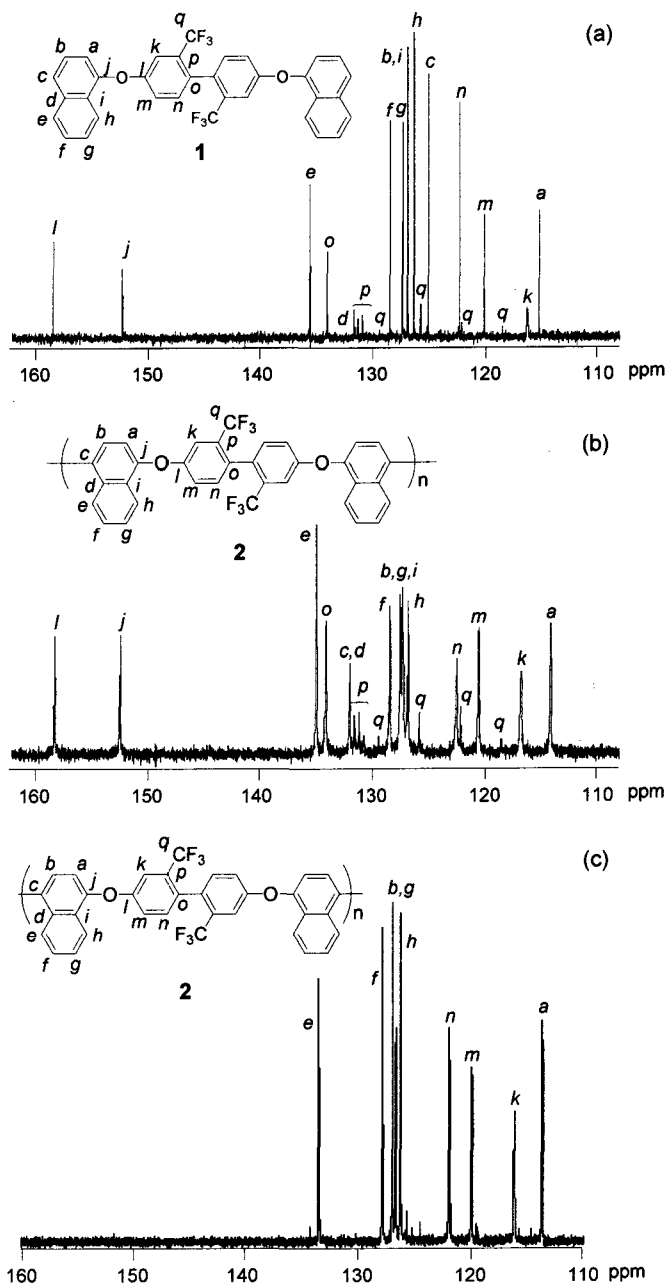 (a)
q
CF3
b a k p j
c j O l o O
d i m n F3C
e h
f g
1
l
j
e
o
d p q
f g b,i h q c
n q m q k a
160 150 140 130 120 110 ppm
(b)
q
CF3
b a k p
c j O l o O n
d i m n F3C
e h
f g
2
l
j
e
o
c,d
p
q
f b,g,i h
q n q m q k a
160 150 140 130 120 110 ppm
(c)
q
CF3
b a k p
c j O l o O n
d i m n F3C
e h
f g
2
e
f b,g h
n m k a
160 150 140 130 120 110 ppm